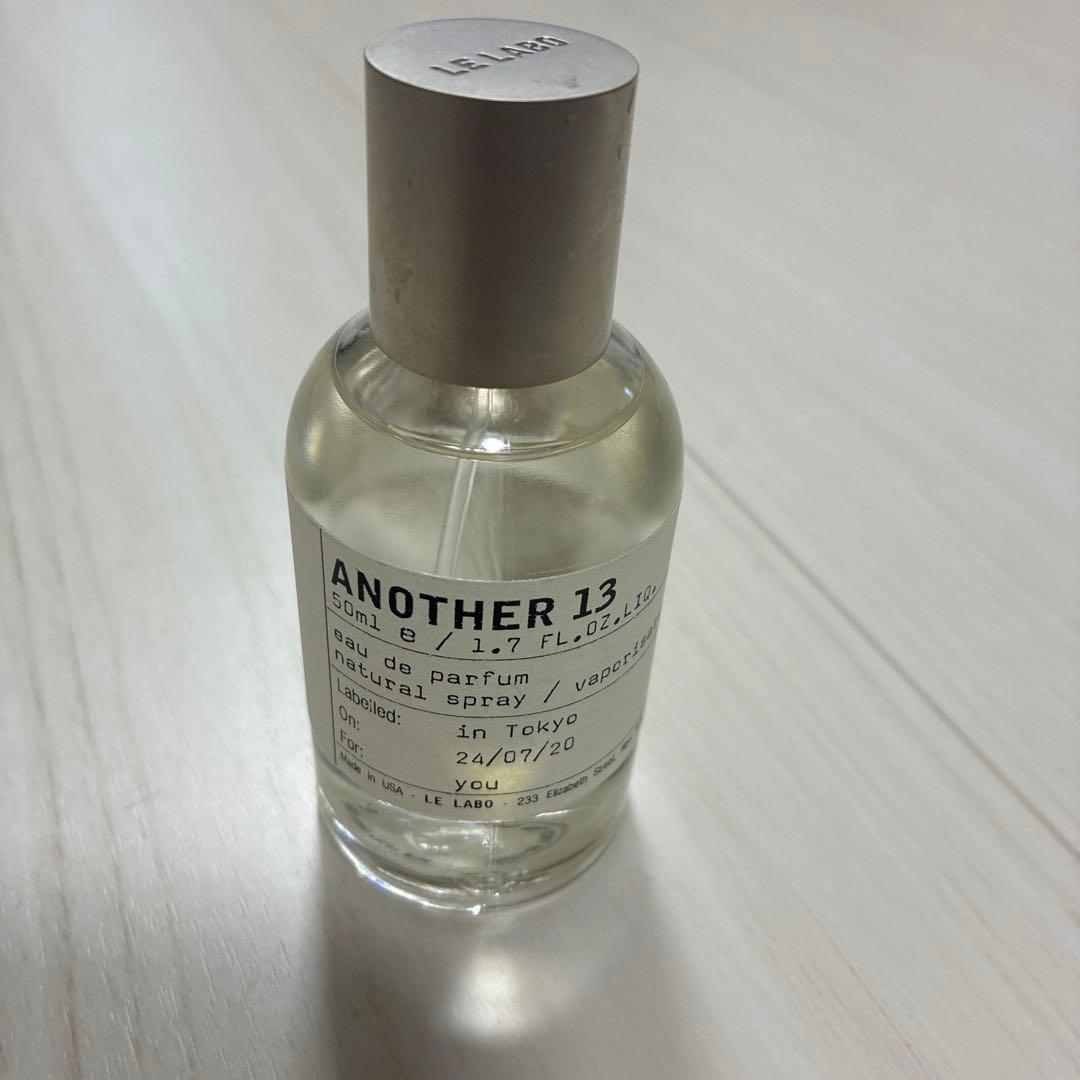 LE LABO
ANOTHER 13
50ml e / 1.7 FL.OZ.LIQ.
eau de parfum
natural spray /
Labelled: in Tokyo
On: 24/07/20
For: you
Made in USA - LE LABO - 233 Elizabeth Street,